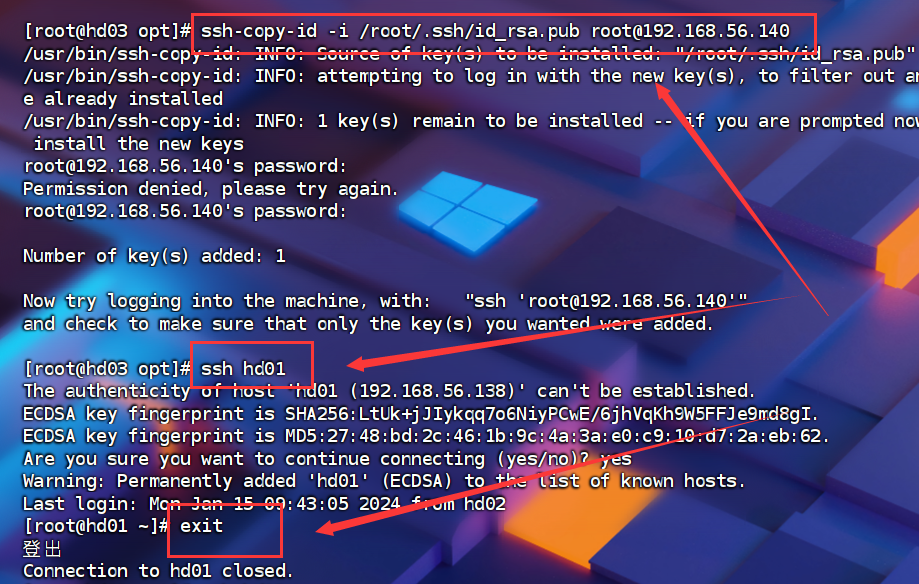 [root@hd03 opt]# ssh-copy-id -i /root/.ssh/id_rsa.pub root@192.168.56.140
/usr/bin/ssh-copy-id: INFO: Source of key(s) to be installed: "/root/.ssh/id_rsa.pub"
/usr/bin/ssh-copy-id: INFO: attempting to log in with the new key(s), to filter out
e already installed
/usr/bin/ssh-copy-id: INFO: 1 key(s) remain to be installed -- if you are prompted
install the new keys
root@192.168.56.140's password:
Permission denied, please try again.
root@192.168.56.140's password:
Number of key(s) added: 1
Now try logging into the machine, with: "ssh 'root@192.168.56.140'"
and check to make sure that only the key(s) you wanted were added.
[root@hd03 opt]# ssh hd01
The authenticity of host 'hd01 (192.168.56.138)' can't be established.
ECDSA key fingerprint is SHA256:LtUk+jJIykqq7o6NiyPCwE/6jhVqKh9W5FFJe9md8gI.
ECDSA key fingerprint is MD5:27:48:bd:2c:46:1b:9c:4a:3a:e0:c9:10:d7:2a:eb:62.
Are you sure you want to continue connecting (yes/no)? yes
Warning: Permanently added 'hd01' (ECDSA) to the list of known hosts.
Last login: Mon Jan 15 09:43:05 2024 from hd02
[root@hd01 ~]# exit
登出
Connection to hd01 closed.